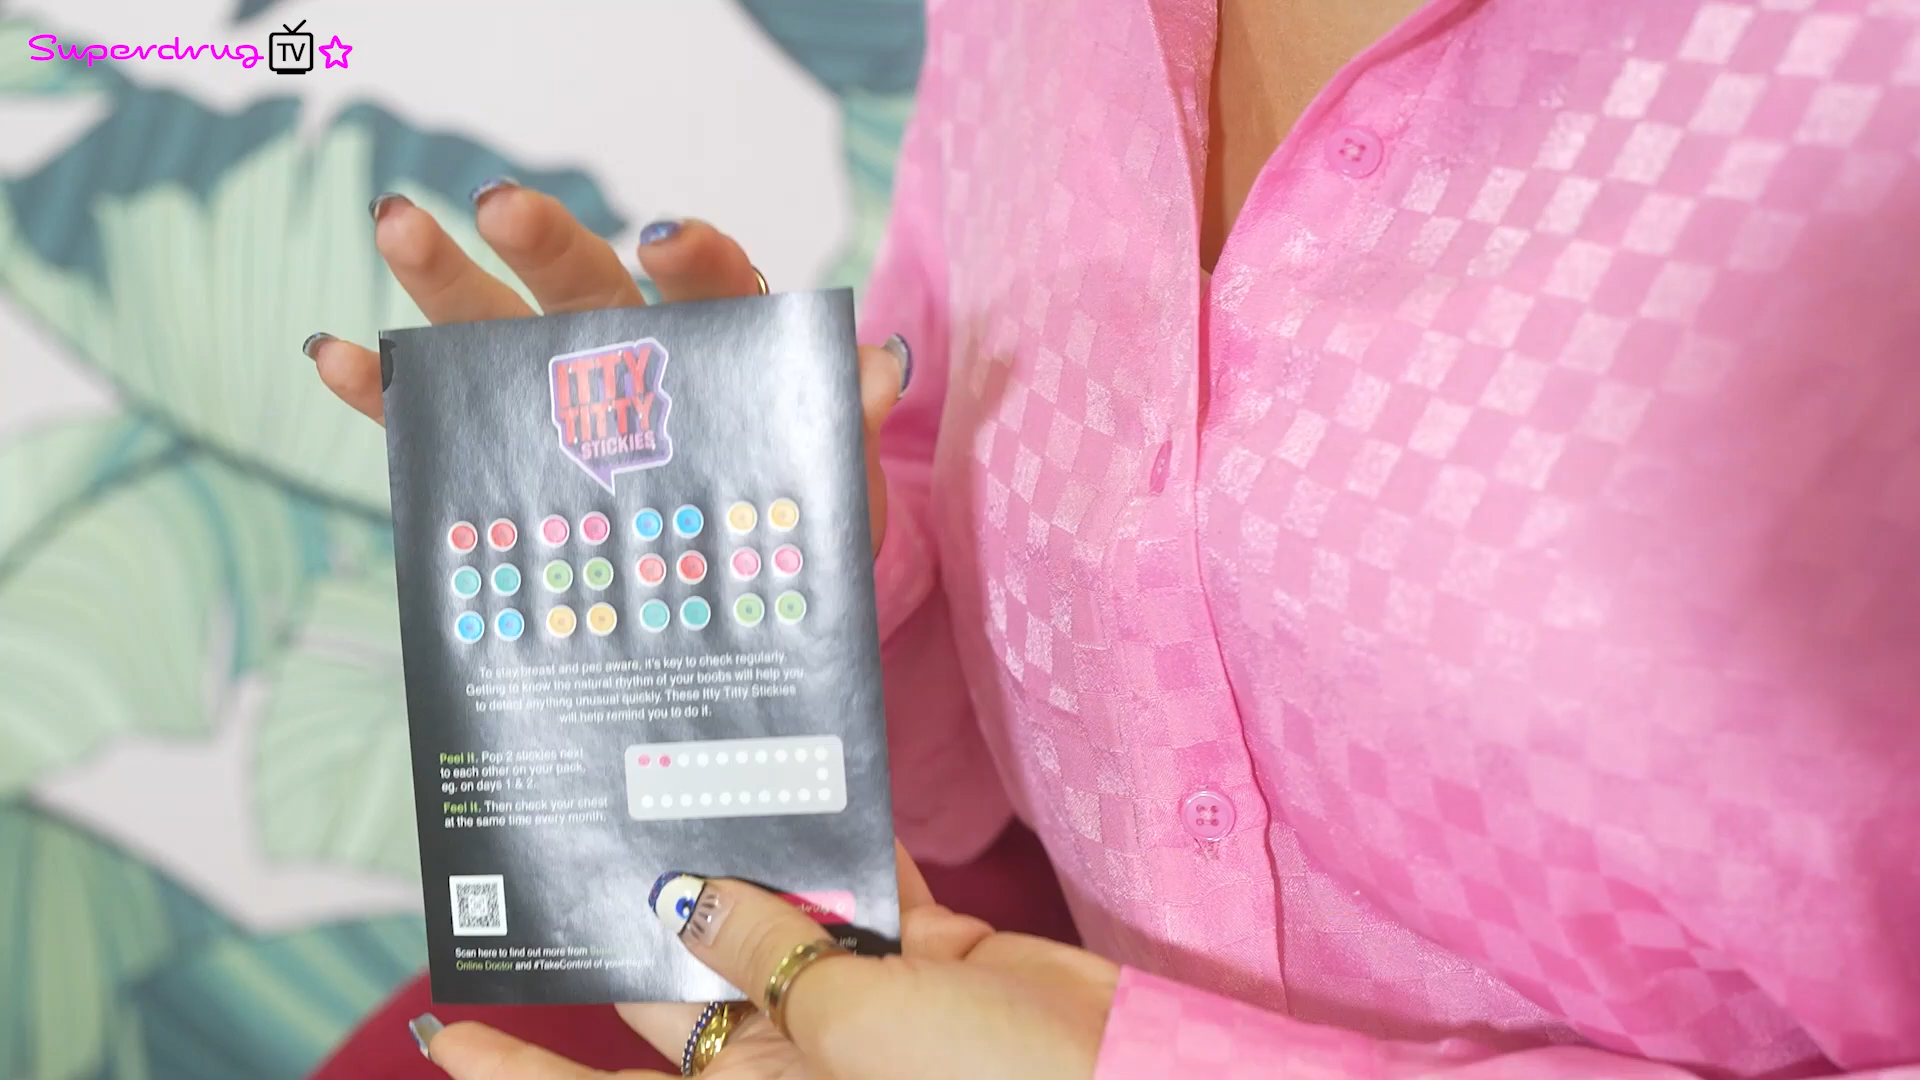 Superdrug TV
ITTY
TITTY
STICKIES
To stay breast and pec aware, it's key to check regularly.
Getting to know the natural rhythm of your boobs will help you
to detect anything unusual quickly. These Itty Titty Stickies
will help remind you to do it.
Peel it. Pop 2 stickies next
to each other on your pack,
eg. on days 1 & 2.
Feel it. Then check your chest
at the same time every month.
Scan here to find out more from
Online Doctor and #TakeControl of your
into